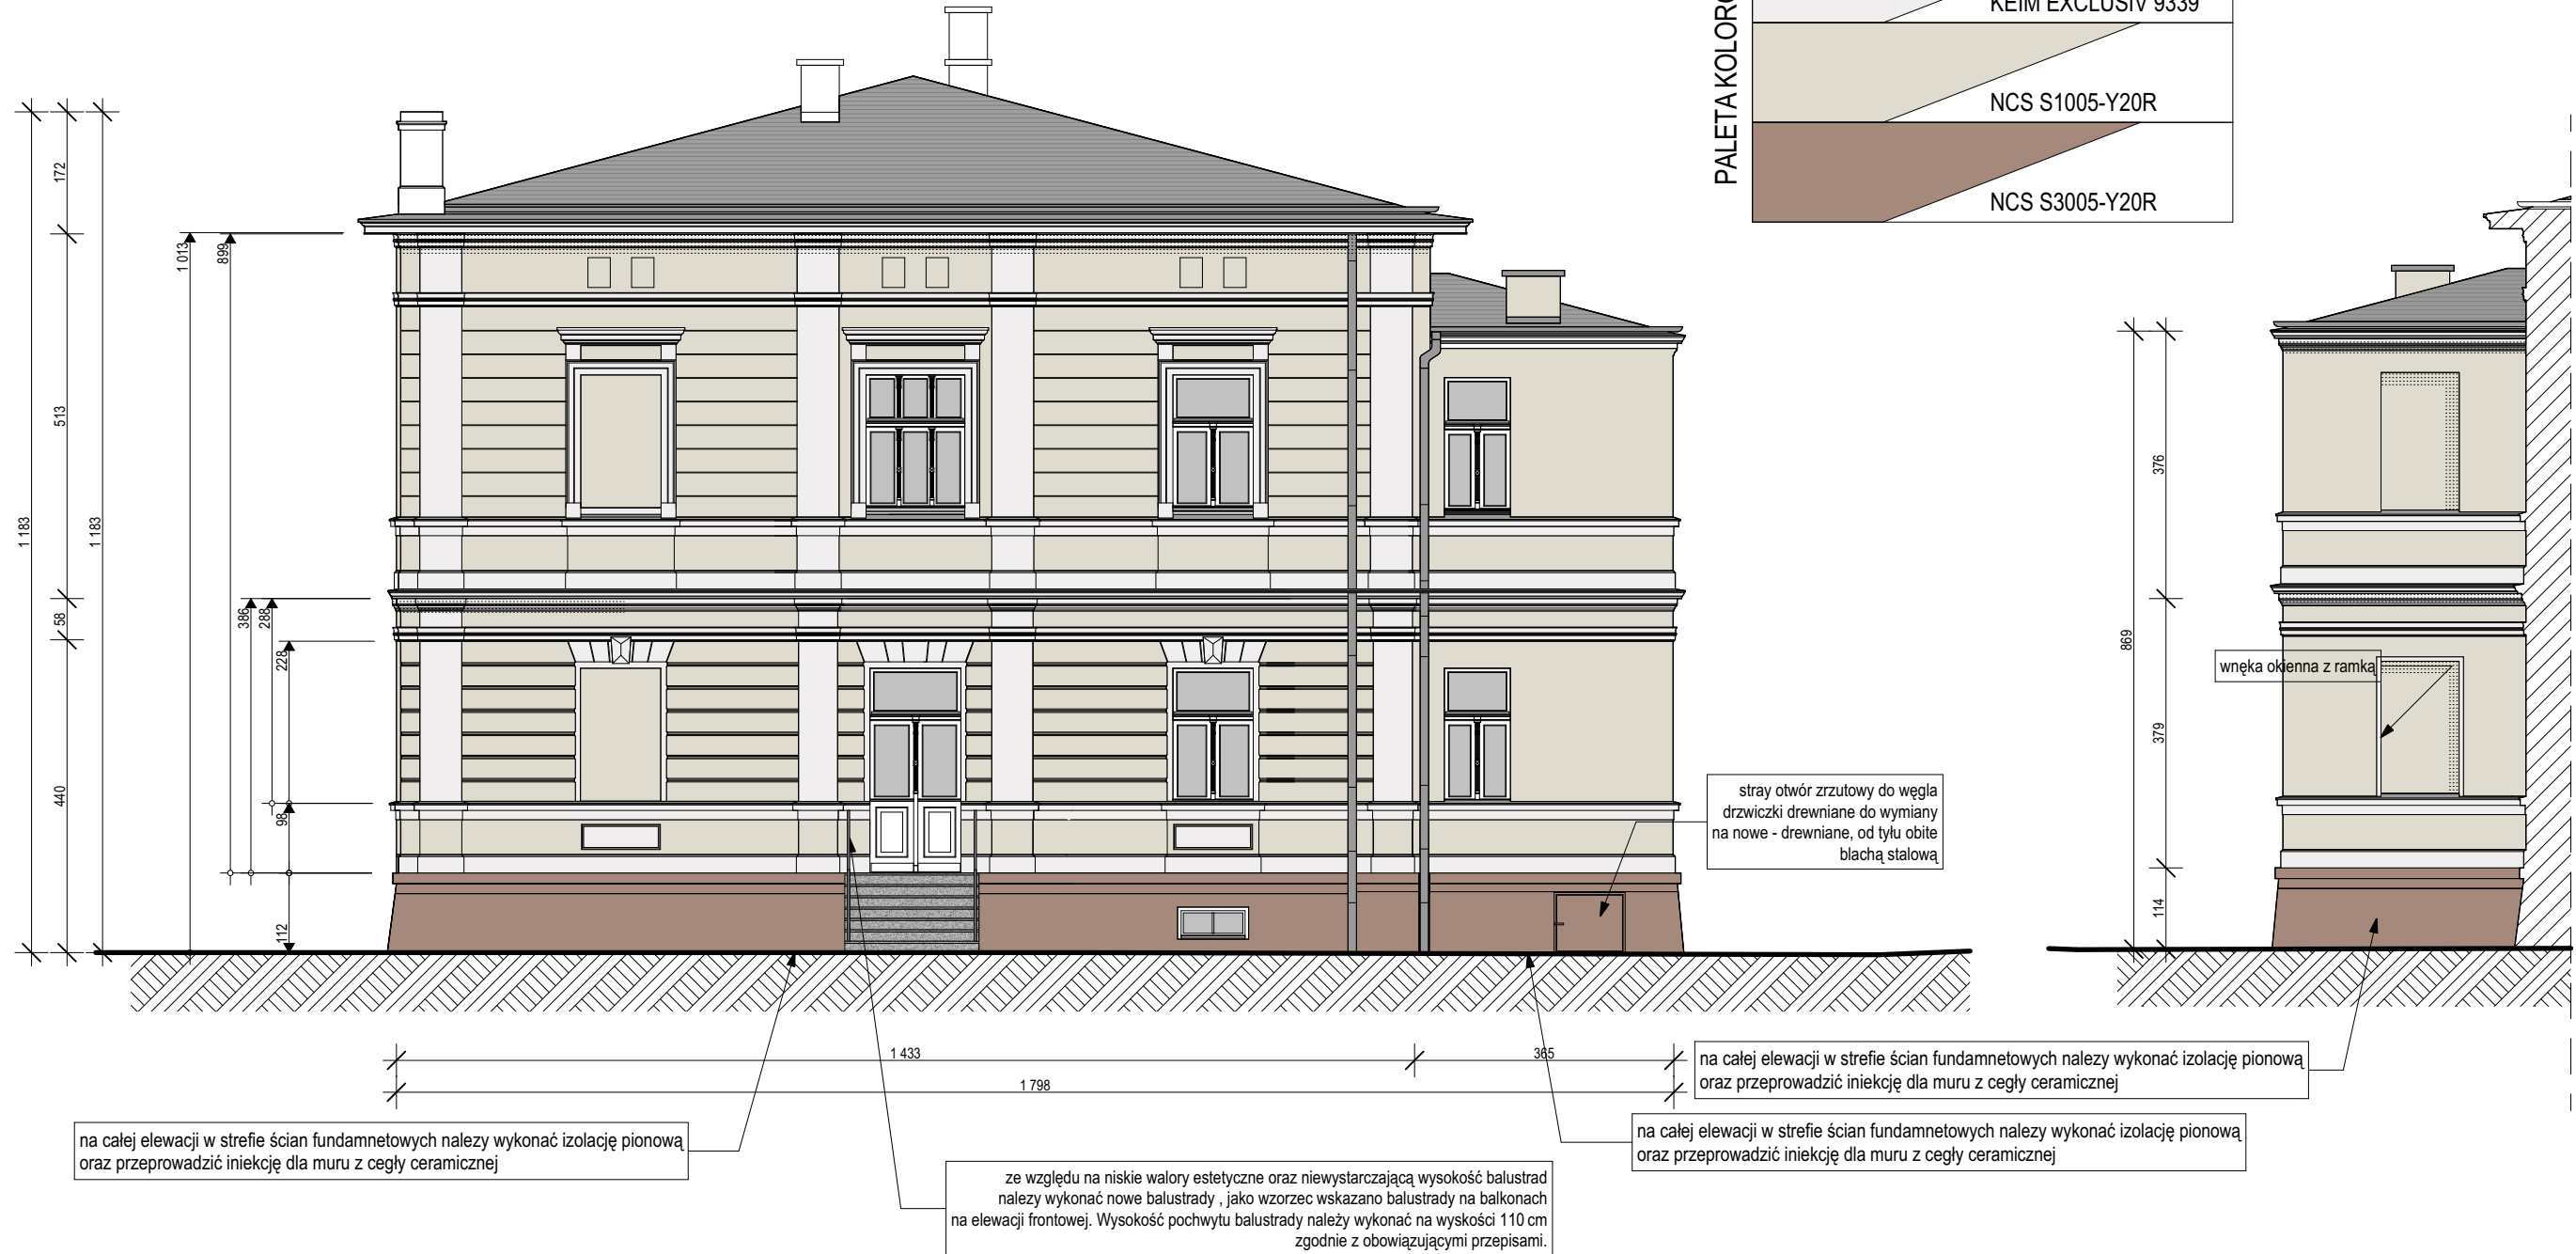 KEIM EXCLUSIV 9339
NCS S1005-Y20R
NCS S3005-Y20R
172
513
58
440
1 183
1 183
1 013
899
386
288
228
98
112
869
376
379
114
wnęka okienna z ramką
stray otwór zrzutowy do węgla
drzwiczki drewniane do wymiany
na nowe - drewniane, od tyłu obite
blachą stalową
1 433
365
1 798
na całej elewacji w strefie ścian fundamnetowych nalezy wykonać izolację pionową
oraz przeprowadzić iniekcję dla muru z cegły ceramicznej
na całej elewacji w strefie ścian fundamnetowych nalezy wykonać izolację pionową
oraz przeprowadzić iniekcję dla muru z cegły ceramicznej
na całej elewacji w strefie ścian fundamnetowych nalezy wykonać izolację pionową
oraz przeprowadzić iniekcję dla muru z cegły ceramicznej
ze względu na niskie walory estetyczne oraz niewystarczającą wysokość balustrad
nalezy wykonać nowe balustrady , jako wzorzec wskazano balustrady na balkonach
na elewacji frontowej. Wysokość pochwytu balustrady należy wykonać na wyskości 110 cm
zgodnie z obowiązującymi przepisami.
PALETA